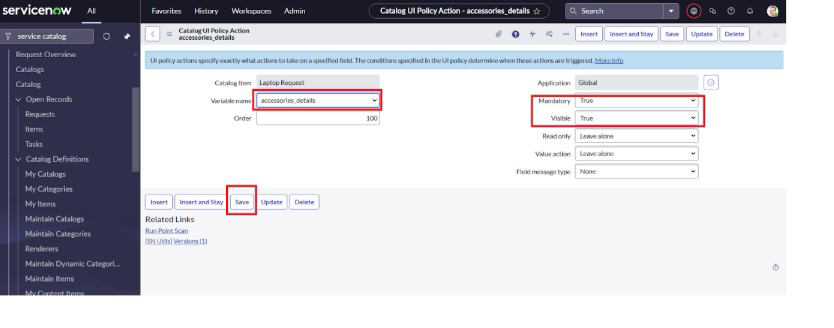 servicenow All Favorites History Workspaces Admin Catalog UI Policy Action - accessories_details ☆ Search
service catalog
Catalog UI Policy Action
accessories_details
Insert Insert and Stay Save Update Delete
Request Overview
Catalogs
Catalog
Open Records
Requests
Items
Tasks
Catalog Definitions
My Catalogs
My Categories
My Items
Maintain Catalogs
Maintain Categories
Renderers
Maintain Dynamic Categori...
Maintain Items
My Content Items
UI policy actions specify exactly what actions to take on a specified field. The conditions specified in the UI policy determine when these actions are triggered. More Info
Catalog Item Laptop Request
Variable name accessories_details
Order 100
Application Global
Mandatory True
Visible True
Read only Leave alone
Value action Leave alone
Field message type None
Insert Insert and Stay Save Update Delete
Related Links
Run Point Scan
[SN Utils] Versions (1)